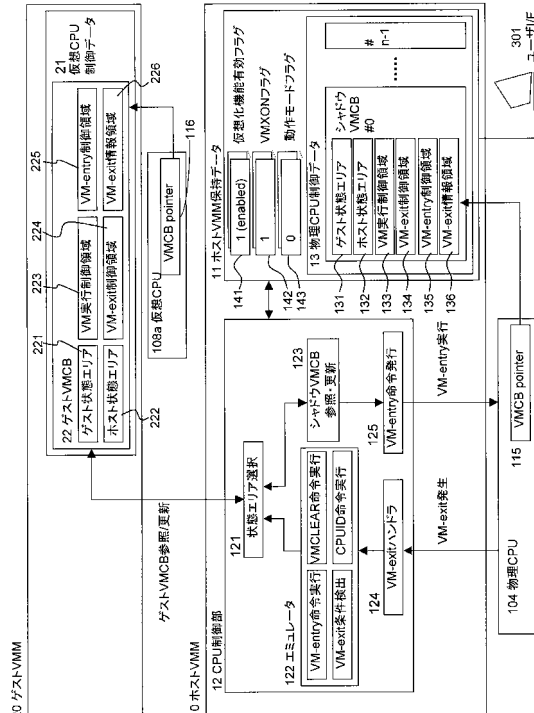 20 ゲストVMM
21
仮想CPU
制御データ
22 ゲストVMCB
221
ゲスト状態エリア
222
ホスト状態エリア
223
VM実行制御領域
224
VM-exit制御領域
225
VM-entry制御領域
226
VM-exit情報領域
108a 仮想CPU
VMCB pointer
116
ゲストVMCB参照/更新
0 ホストVMM
12 CPU制御部
121
状態エリア選択
122 エミュレータ
VM-entry命令実行
VMCLEAR命令実行
VM-exit条件検出
CPUID命令実行
123
シャドウVMCB
参照・更新
124
VM-exitハンドラ
125
VM-entry命令発行
11 ホストVMM保持データ
141
1 (enabled)
仮想化機能有効フラグ
142
1
VMXONフラグ
143
0
動作モードフラグ
13 物理CPU制御データ
シャドウ
VMCB
#0
131
ゲスト状態エリア
132
ホスト状態エリア
133
VM実行制御領域
134
VM-exit制御領域
135
VM-entry制御領域
136
VM-exit情報領域
......
#
n-1
VM-exit発生
VM-entry実行
104 物理CPU
115
VMCB pointer
301
ユーザI/F